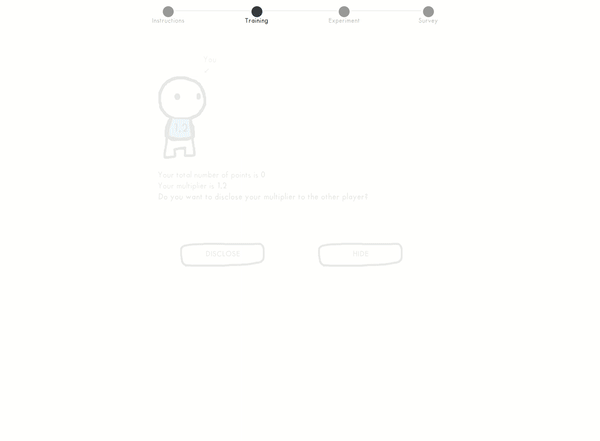 Instructions
Training
Experiment
Survey
You
1.2
Your total number of points is 0
Your multiplier is 1.2
Do you want to disclose your multiplier to the other player?
DISCLOSE
HIDE